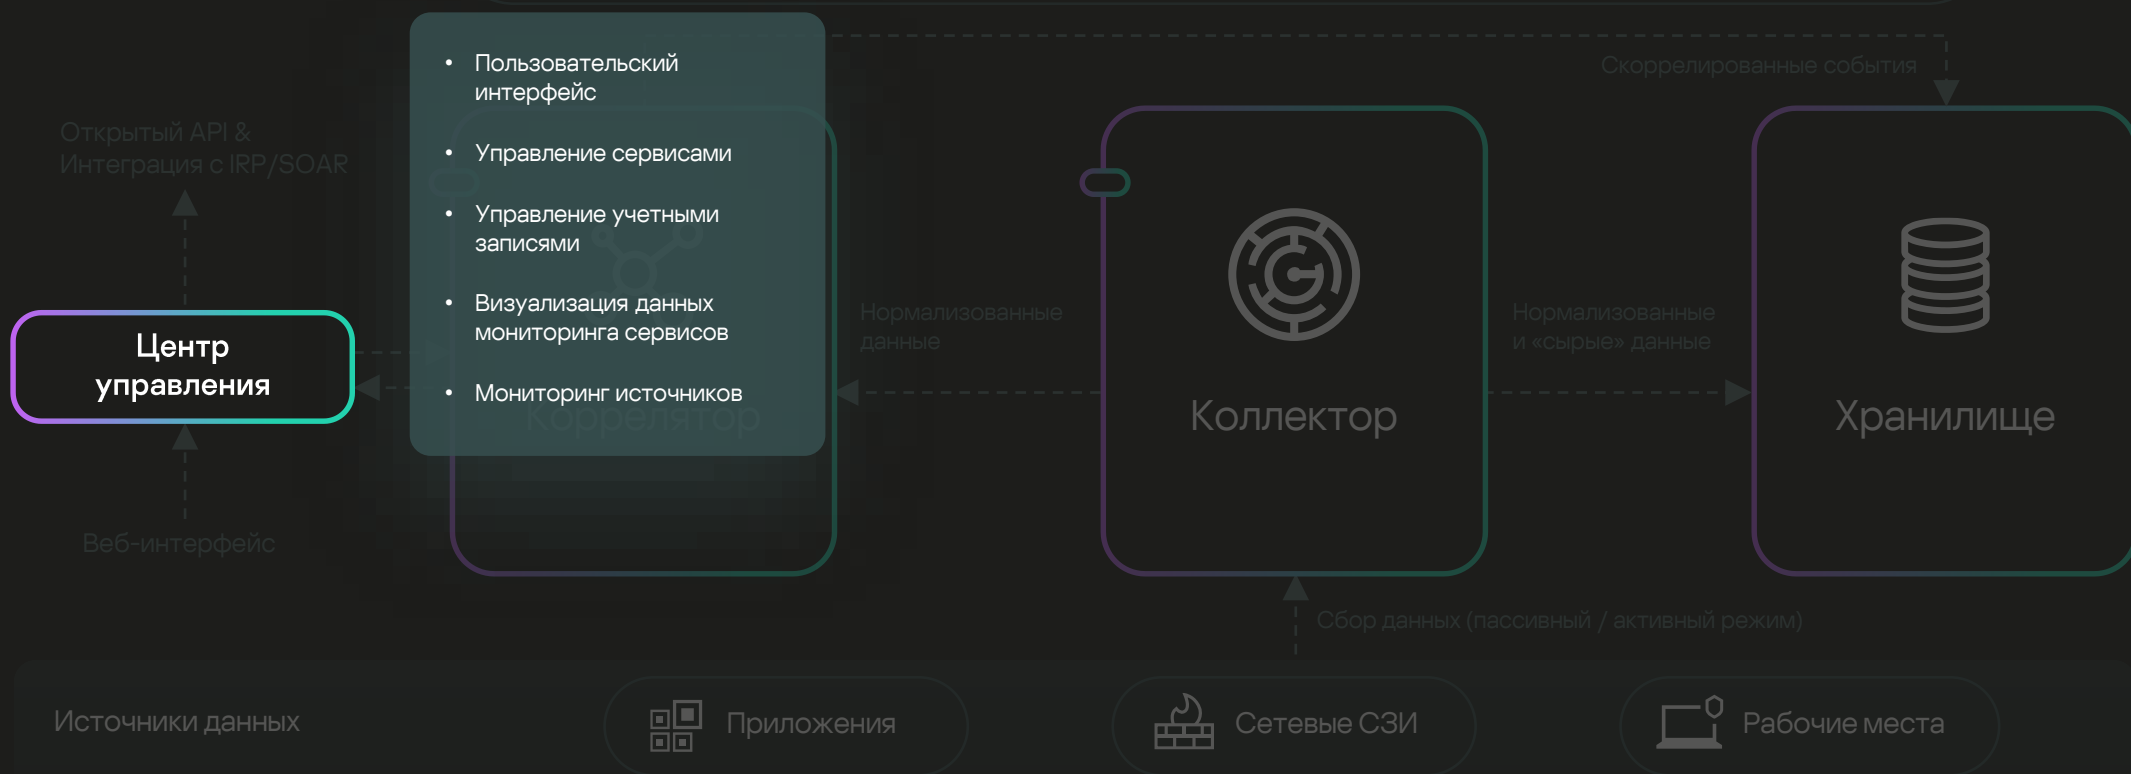 • Пользовательский
интерфейс
• Управление сервисами
• Управление учетными
записями
• Визуализация данных
мониторинга сервисов
• Мониторинг источников
Скоррелированные события
Открытый API &
Интеграция с IRP/SOAR
Центр
управления
Веб-интерфейс
Коррелятор
Нормализованные
данные
Коллектор
Нормализованные
и «сырые» данные
Хранилище
Сбор данных (пассивный / активный режим)
Источники данных
Приложения
Сетевые СЗИ
Рабочие места